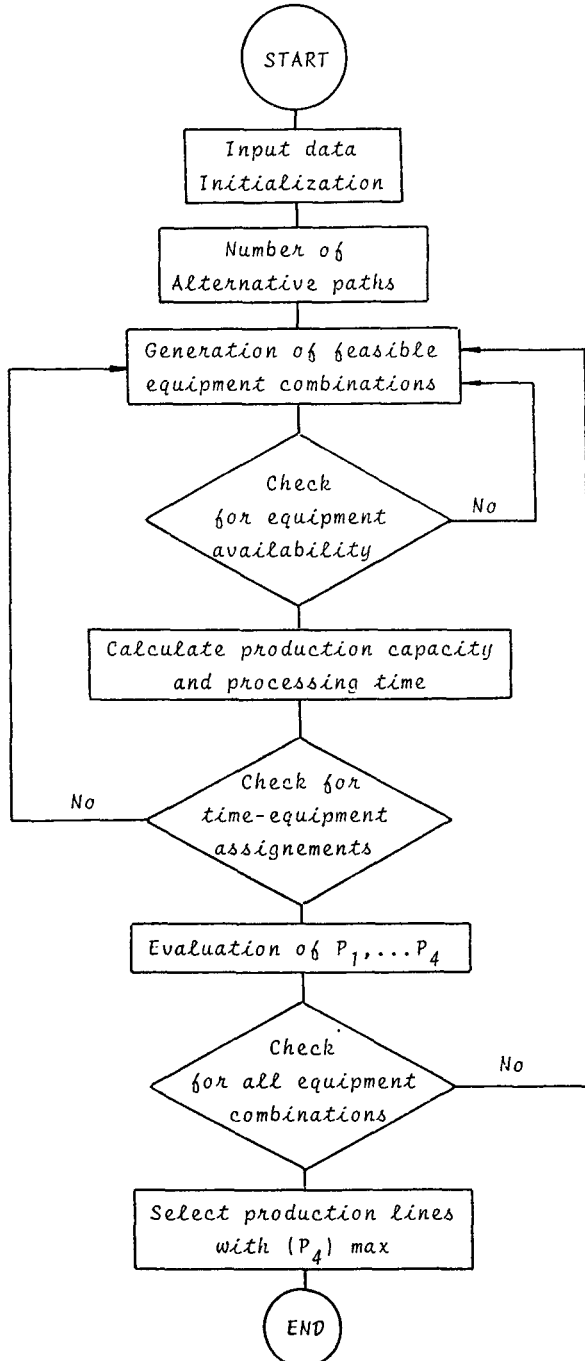 START
Input data
Initialization
Number of
Alternative paths
Generation of feasible
equipment combinations
Check
for equipment
availability
No
Calculate production capacity
and processing time
Check for
time-equipment
assignements
No
Evaluation of P1,...P4
Check
for all equipment
combinations
No
Select production lines
with (P4) max
END